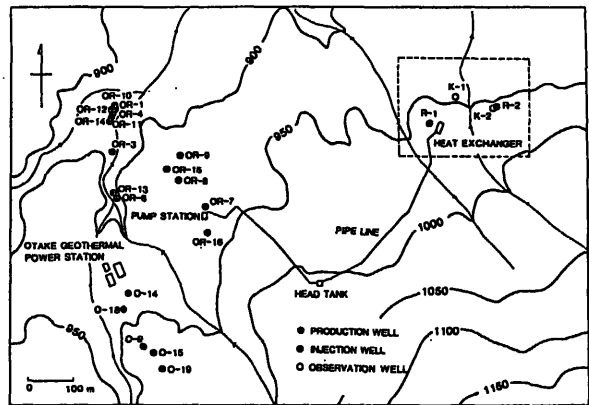 900
900
950
OR-10
OR-12
OR-1
OR-4
OR-14
OR-11
OR-3
OR-9
OR-15
OR-8
OR-13
OR-6
OR-7
PUMP STATION
OR-16
K-1
R-1
K-2
R-2
HEAT EXCHANGER
PIPE LINE
1000
OTAKE GEOTHERMAL
POWER STATION
HEAD TANK
O-14
O-18
950
O-9
O-15
O-19
1050
1100
1150
PRODUCTION WELL
INJECTION WELL
OBSERVATION WELL
0 100 m